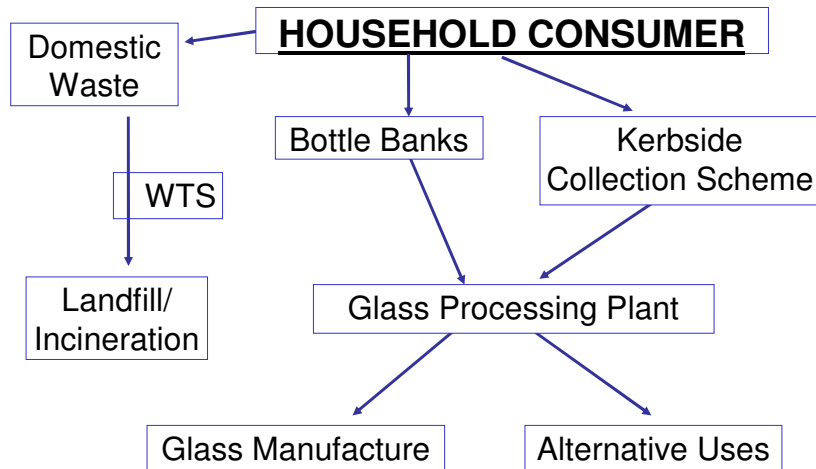 HOUSEHOLD CONSUMER
Domestic
Waste
Bottle Banks
Kerbside
Collection Scheme
WTS
Landfill/
Incineration
Glass Processing Plant
Glass Manufacture
Alternative Uses